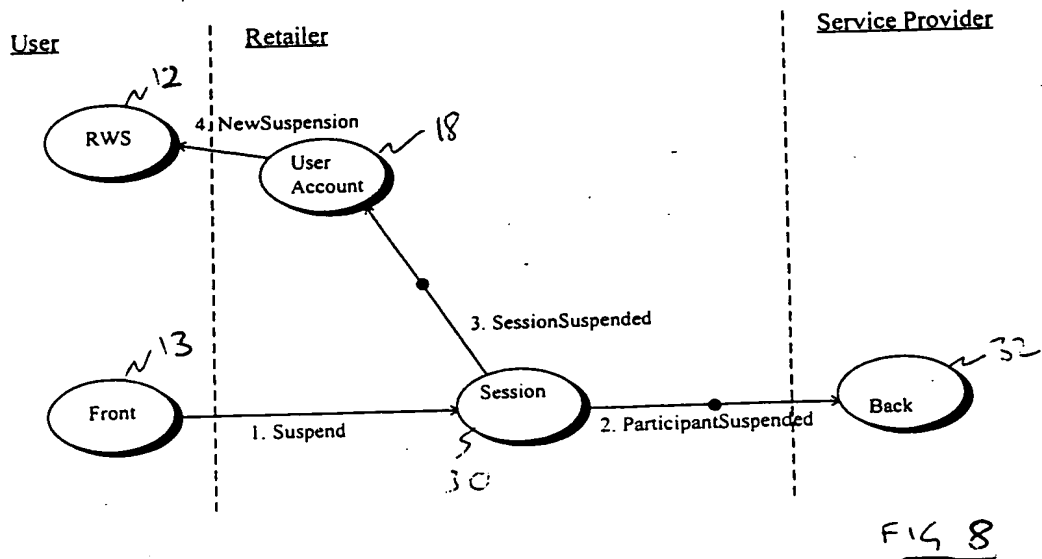 User
Retailer
Service Provider
12
RWS
4. NewSuspension
18
User
Account
3. SessionSuspended
13
32
Front
Session
Back
1. Suspend
2. ParticipantSuspended
30
FIG 8